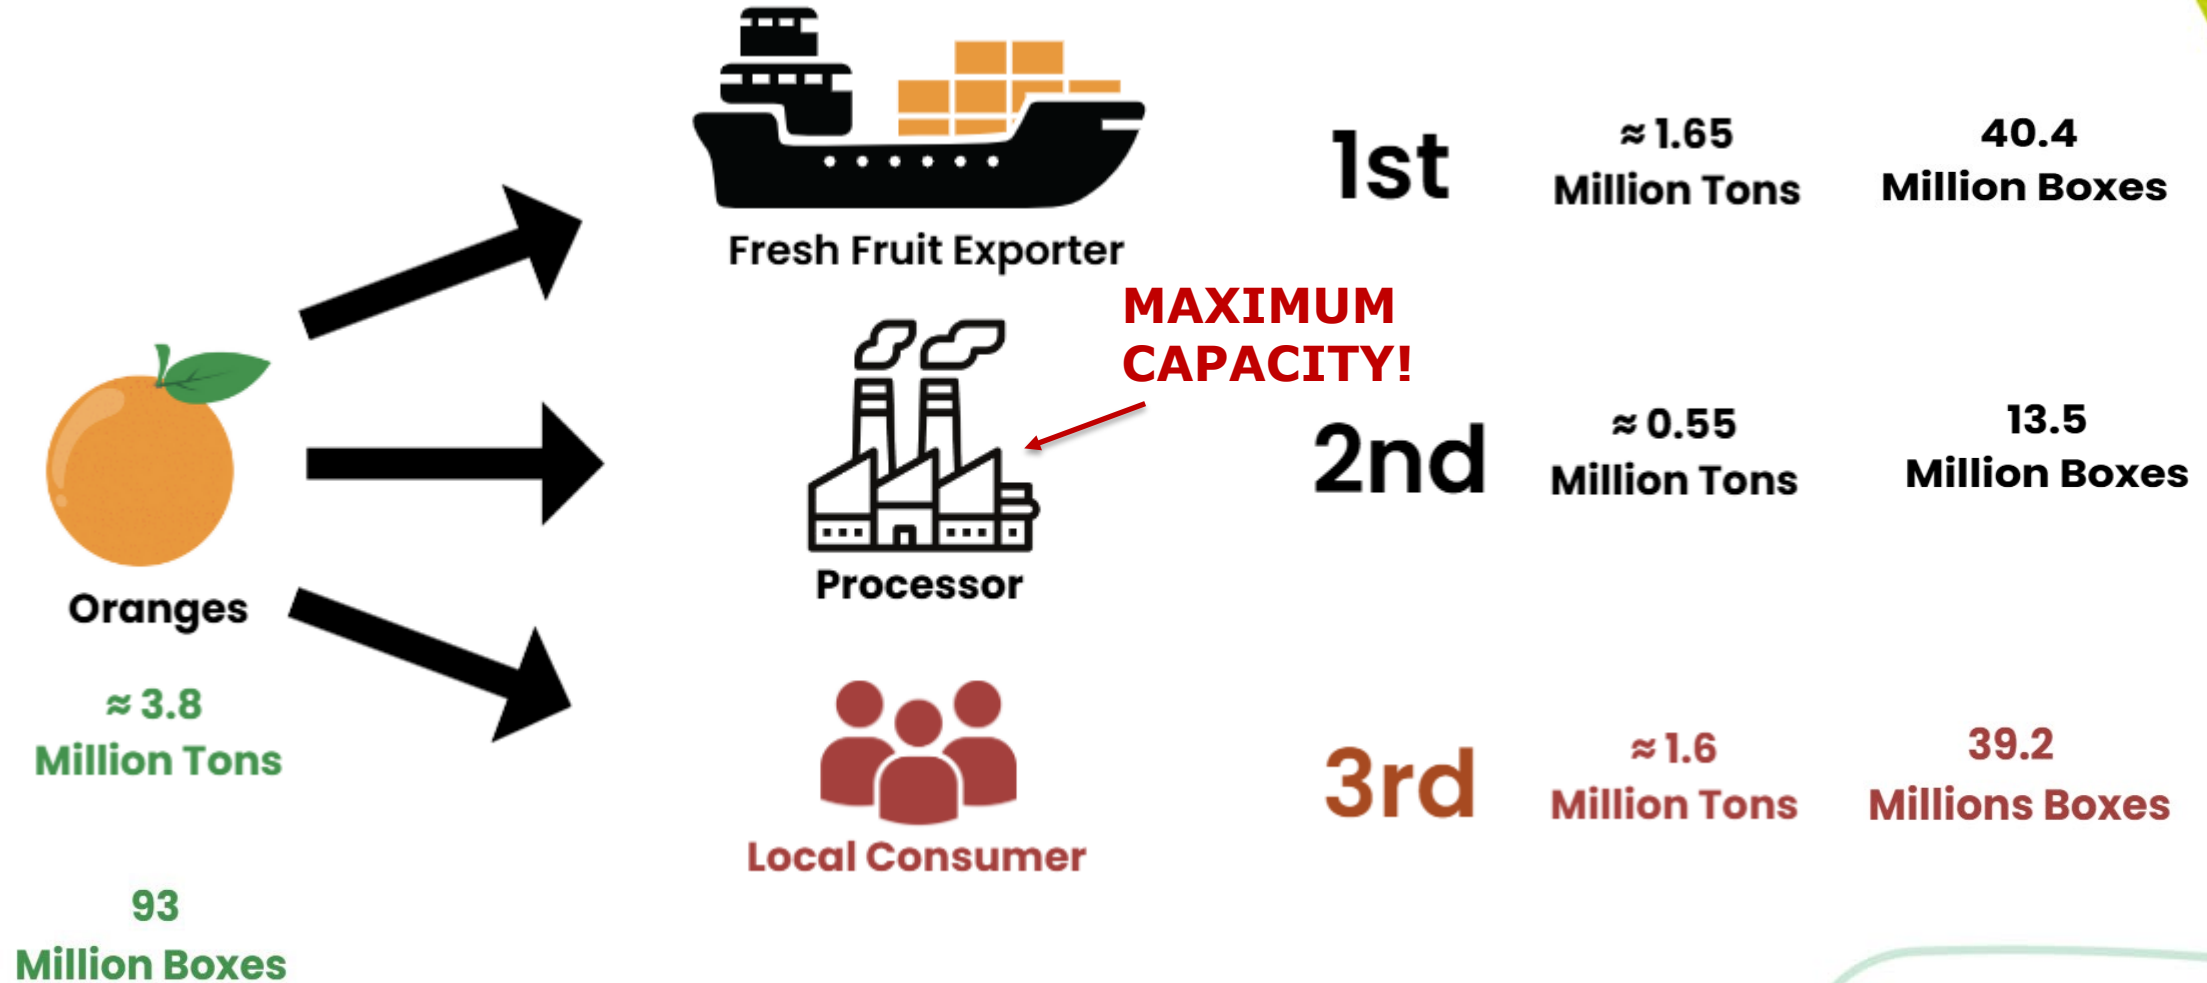 Fresh Fruit Exporter
1st
≈ 1.65
Million Tons
40.4
Million Boxes
MAXIMUM
CAPACITY!
Processor
2nd
≈ 0.55
Million Tons
13.5
Million Boxes
Oranges
≈ 3.8
Million Tons
93
Million Boxes
Local Consumer
3rd
≈ 1.6
Million Tons
39.2
Millions Boxes